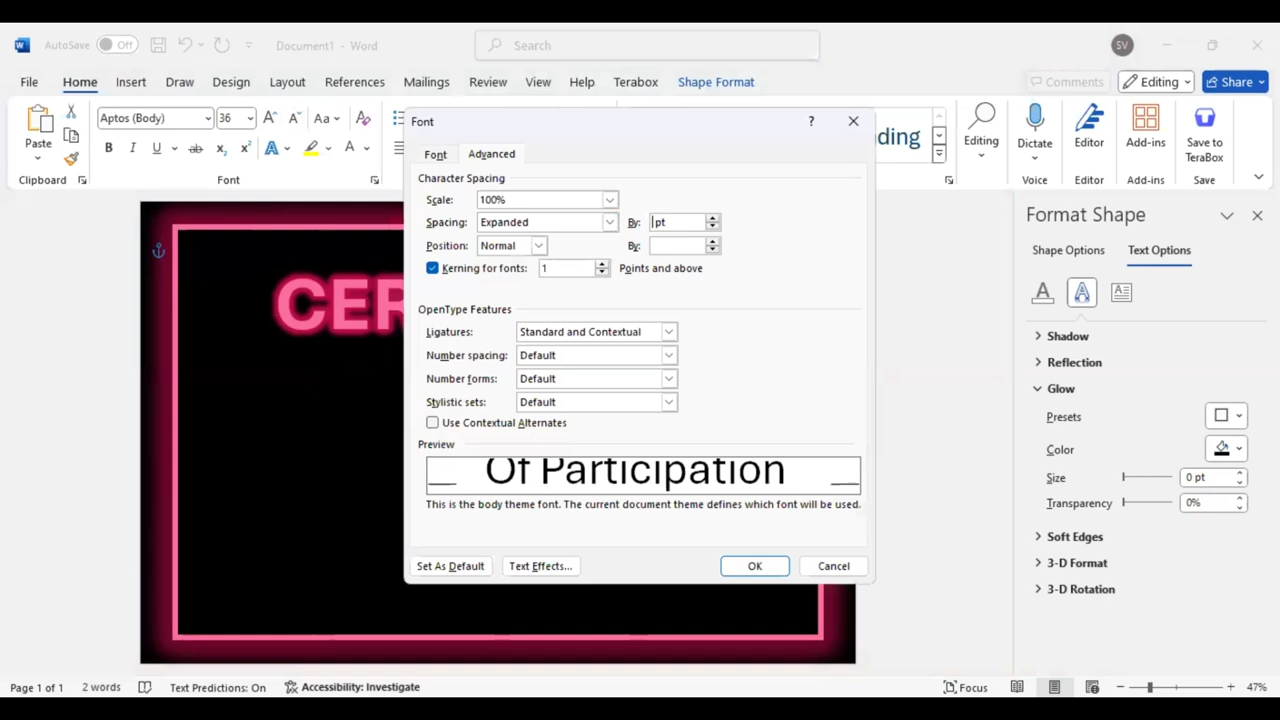 AutoSave Off Document1 - Word Search SV
File Home Insert Draw Design Layout References Mailings Review View Help Terabox Shape Format Comments Editing Share
Paste
Clipboard
Aptos (Body) 36
Font
ding
Editing
Dictate
Voice
Editor
Editor
Add-ins
Add-ins
Save to
TeraBox
Save
Font
Font Advanced
Character Spacing
Scale: 100%
Spacing: Expanded By: pt
Position: Normal By:
Kerning for fonts: 1 Points and above
OpenType Features
Ligatures: Standard and Contextual
Number spacing: Default
Number forms: Default
Stylistic sets: Default
Use Contextual Alternates
Preview
Of Participation
This is the body theme font. The current document theme defines which font will be used.
Set As Default Text Effects... OK Cancel
CER
Format Shape
Shape Options Text Options
Shadow
Reflection
Glow
Presets
Color
Size 0 pt
Transparency 0%
Soft Edges
3-D Format
3-D Rotation
Page 1 of 1 2 words Text Predictions: On Accessibility: Investigate Focus 47%